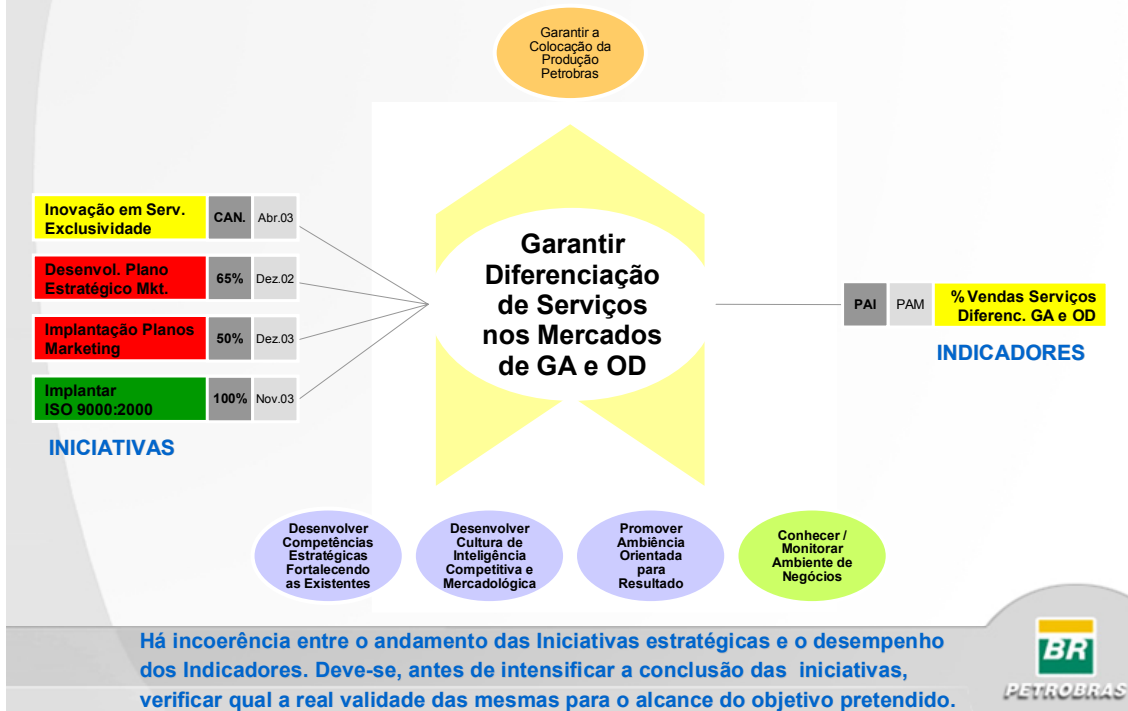 Garantir a
Colocação da
Produção
Petrobras
Inovação em Serv.
Exclusividade
CAN.
Abr.03
Desenvol. Plano
Estratégico Mkt.
65%
Dez.02
Implantação Planos
Marketing
50%
Dez.03
Implantar
ISO 9000:2000
100%
Nov.03
INICIATIVAS
Garantir
Diferenciação
de Serviços
nos Mercados
de GA e OD
PAI
PAM
% Vendas Serviços
Diferenc. GA e OD
INDICADORES
Desenvolver
Competências
Estratégicas
Fortalecendo
as Existentes
Desenvolver
Cultura de
Inteligência
Competitiva e
Mercadológica
Promover
Ambiência
Orientada
para
Resultado
Conhecer /
Monitorar
Ambiente de
Negócios
Há incoerência entre o andamento das Iniciativas estratégicas e o desempenho
dos Indicadores. Deve-se, antes de intensificar a conclusão das iniciativas,
verificar qual a real validade das mesmas para o alcance do objetivo pretendido.
BR
PETROBRAS